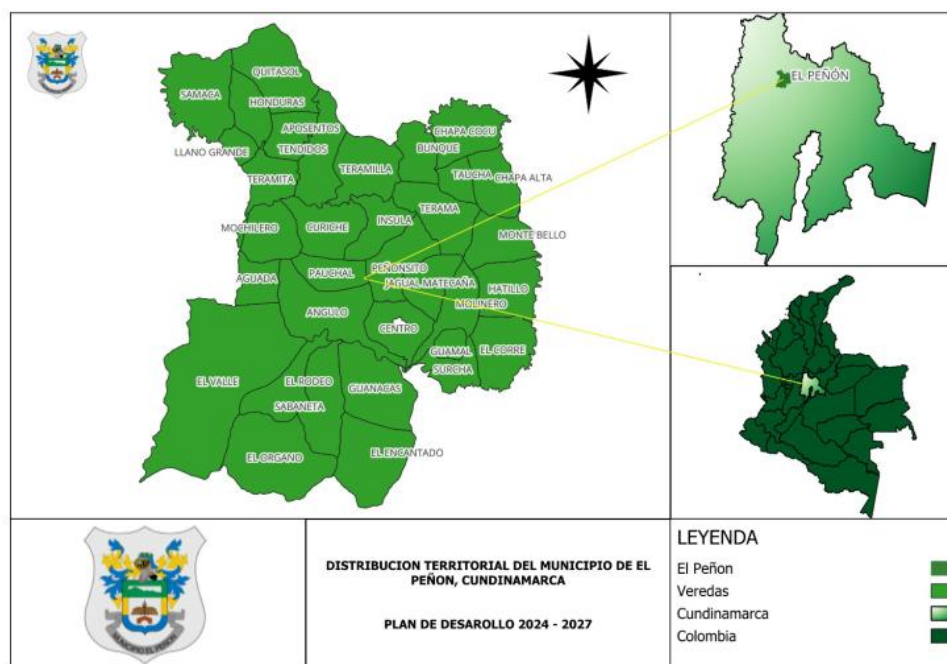 QUITASOL
SAMACA
HONDURAS
APOSENTOS
CHAPA COCU
LLANO GRANDE
TENDIDOS
BUNQUE
TERAMILLA
TAUCHA
CHAPA ALTA
TERAMITA
TERAMA
INSULA
MOCHILERO
CURICHE
MONTE BELLO
PEÑONSITO
AGUADA
PAUCHAL
JAGUAL
MATECAÑA
HATILLO
MOLINERO
ANGULO
CENTRO
GUAMAL
EL CORRE
SURCHA
EL VALLE
EL RODEO
GUANACAS
SABANETA
EL ORGANO
EL ENCANTADO
EL PEÑÓN
MUNICIPIO EL PEÑON
DISTRIBUCION TERRITORIAL DEL MUNICIPIO DE EL
PEÑON, CUNDINAMARCA
PLAN DE DESAROLLO 2024 - 2027
LEYENDA
El Peñon
Veredas
Cundinamarca
Colombia